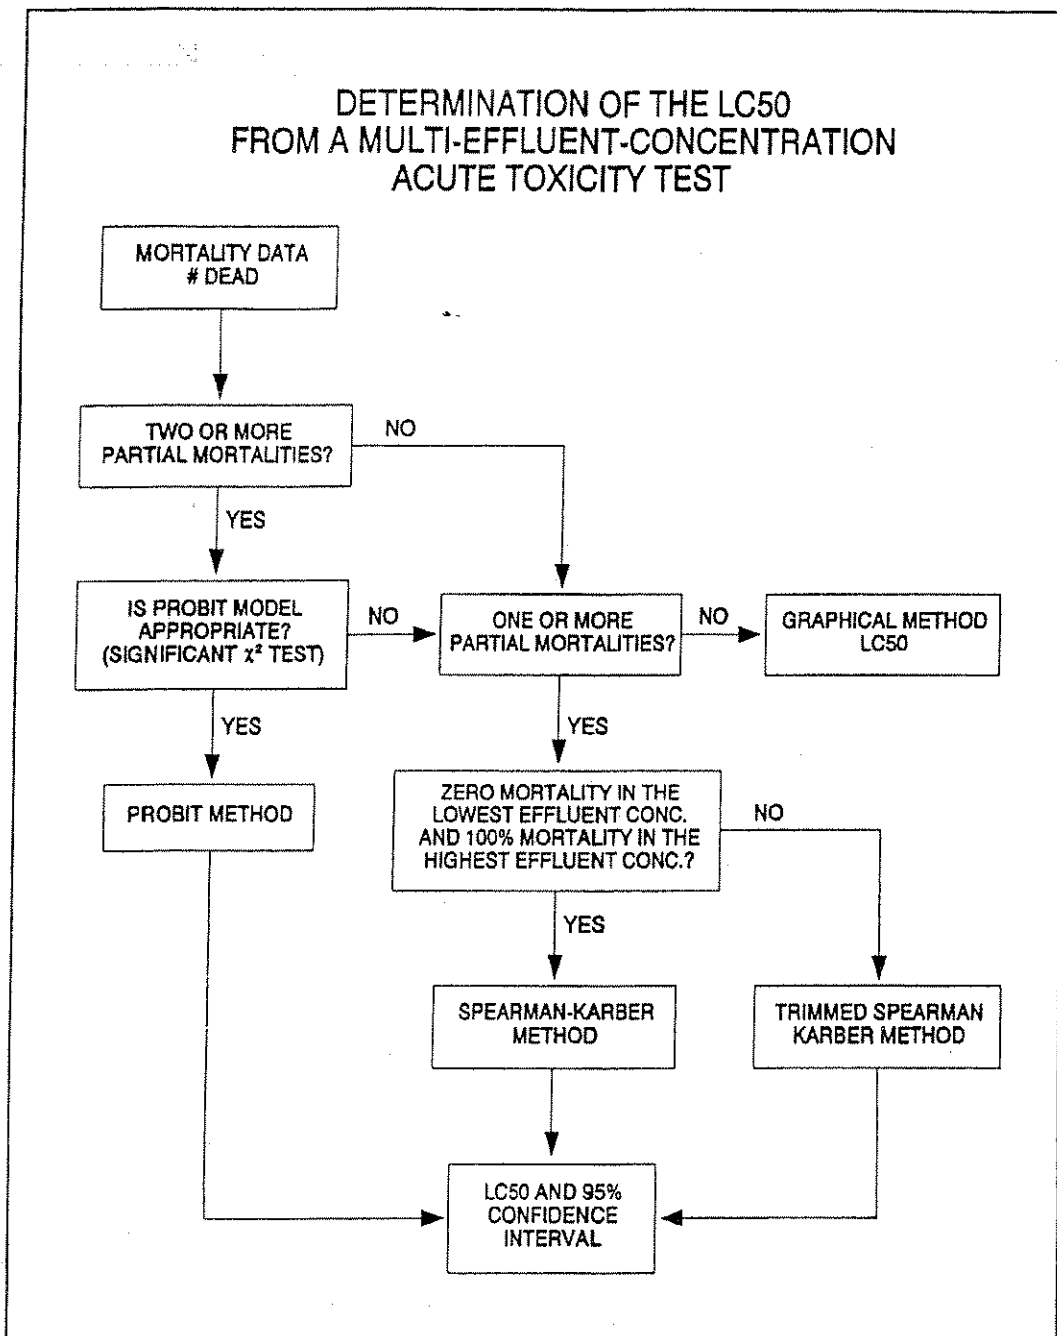 DETERMINATION OF THE LC50
FROM A MULTI-EFFLUENT-CONCENTRATION
ACUTE TOXICITY TEST
MORTALITY DATA
# DEAD
TWO OR MORE
PARTIAL MORTALITIES?
NO
YES
IS PROBIT MODEL
APPROPRIATE?
(SIGNIFICANT χ² TEST)
NO
ONE OR MORE
PARTIAL MORTALITIES?
NO
GRAPHICAL METHOD
LC50
YES
YES
PROBIT METHOD
ZERO MORTALITY IN THE
LOWEST EFFLUENT CONC.
AND 100% MORTALITY IN THE
HIGHEST EFFLUENT CONC.?
NO
YES
SPEARMAN-KARBER
METHOD
TRIMMED SPEARMAN
KARBER METHOD
LC50 AND 95%
CONFIDENCE
INTERVAL